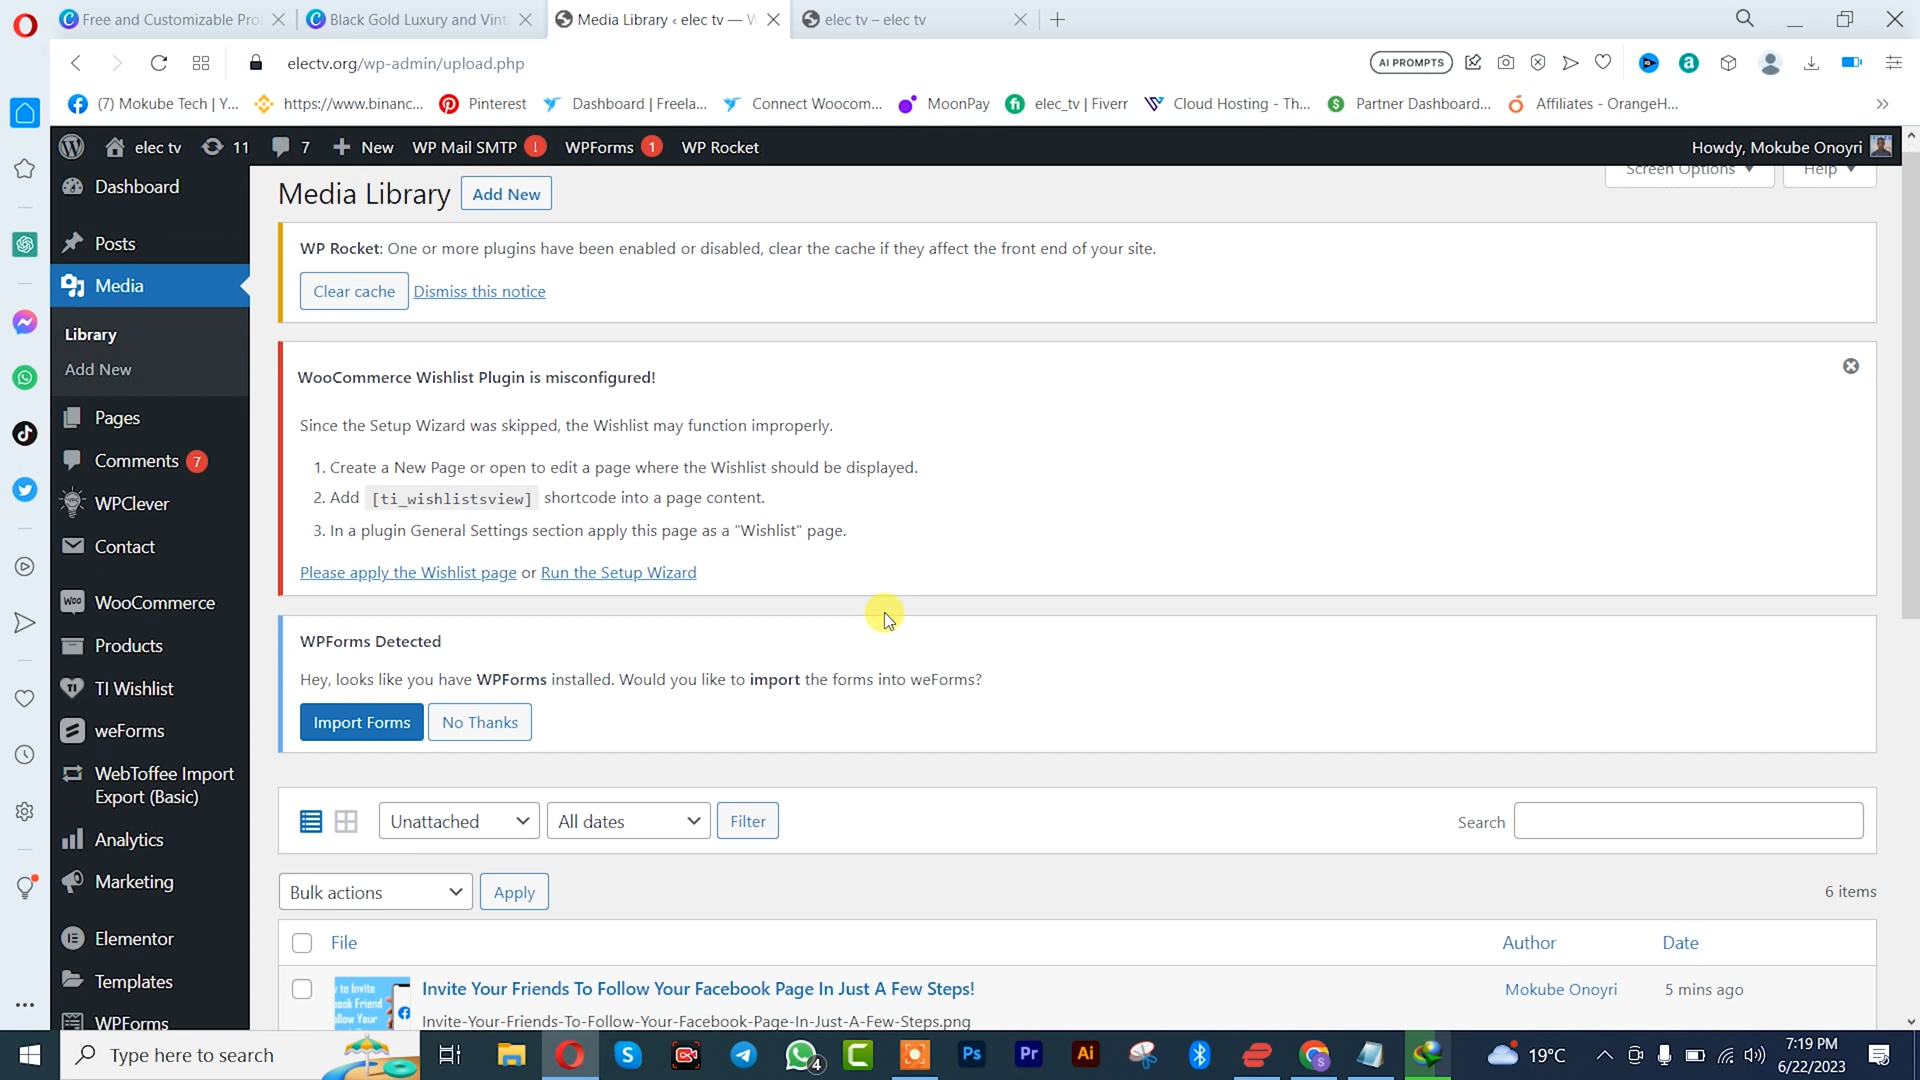 Free and Customizable Pro
Black Gold Luxury and Vint
Media Library ‹ elec tv — W
elec tv – elec tv
electv.org/wp-admin/upload.php
AI PROMPTS
(7) Mokube Tech | Y...
https://www.binanc...
Pinterest
Dashboard | Freela...
Connect Woocom...
MoonPay
elec_tv | Fiverr
Cloud Hosting - Th...
Partner Dashboard...
Affiliates - OrangeH...
elec tv
11
7
New
WP Mail SMTP !
WPForms 1
WP Rocket
Howdy, Mokube Onoyri
Dashboard
Posts
Media
Library
Add New
Pages
Comments 7
WPClever
Contact
WooCommerce
Products
TI Wishlist
weForms
WebToffee Import
Export (Basic)
Analytics
Marketing
Elementor
Templates
WPForms
Screen Options
Help
Media Library
Add New
WP Rocket: One or more plugins have been enabled or disabled, clear the cache if they affect the front end of your site.
Clear cache
Dismiss this notice
WooCommerce Wishlist Plugin is misconfigured!
Since the Setup Wizard was skipped, the Wishlist may function improperly.
1. Create a New Page or open to edit a page where the Wishlist should be displayed.
2. Add [ti_wishlistsview] shortcode into a page content.
3. In a plugin General Settings section apply this page as a "Wishlist" page.
Please apply the Wishlist page or Run the Setup Wizard
WPForms Detected
Hey, looks like you have WPForms installed. Would you like to import the forms into weForms?
Import Forms
No Thanks
Unattached
All dates
Filter
Search
Bulk actions
Apply
6 items
File
Author
Date
Invite Your Friends To Follow Your Facebook Page In Just A Few Steps!
Mokube Onoyri
5 mins ago
Invite-Your-Friends-To-Follow-Your-Facebook-Page-In-Just-A-Few-Steps.png
Type here to search
4
Ps
Pr
Ai
19°C
7:19 PM
6/22/2023